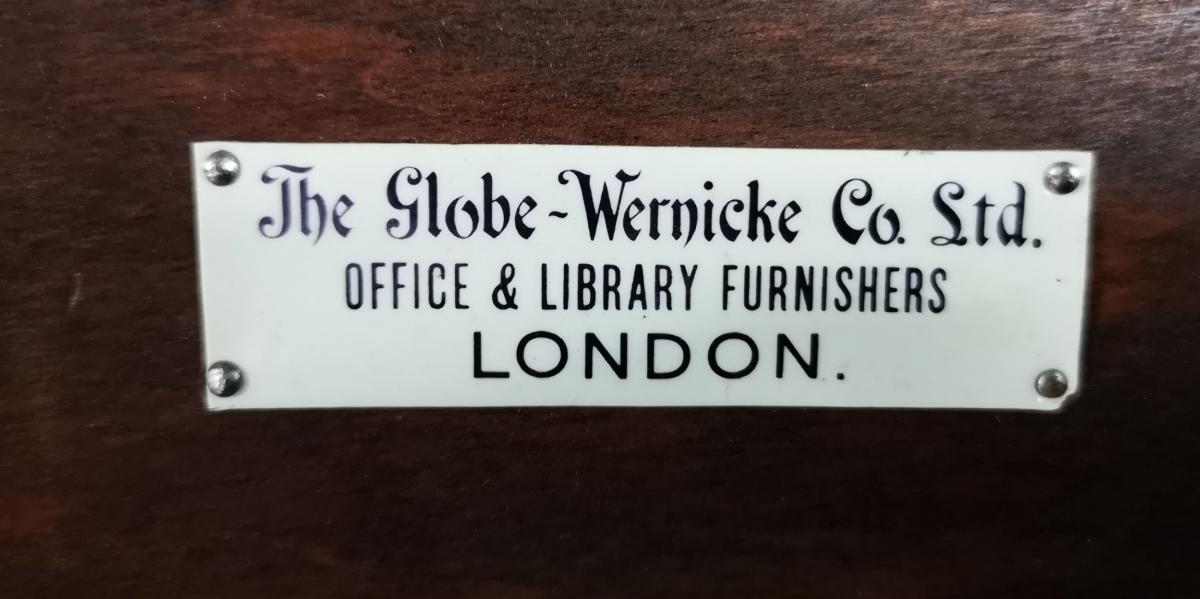 The Globe-Wernicke Co. Ltd.
OFFICE & LIBRARY FURNISHERS
LONDON.